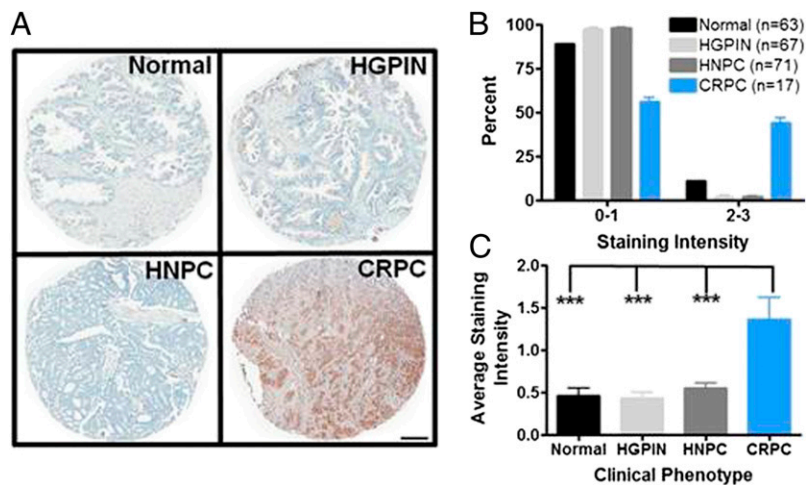 A
Normal
HGPIN
HNPC
CRPC
B
Percent
100
75
50
25
0
Normal (n=63)
HGPIN (n=67)
HNPC (n=71)
CRPC (n=17)
0-1
2-3
Staining Intensity
C
Average Staining
Intensity
2.0
1.5
1.0
0.5
0.0
***
***
***
Normal
HGPIN
HNPC
CRPC
Clinical Phenotype